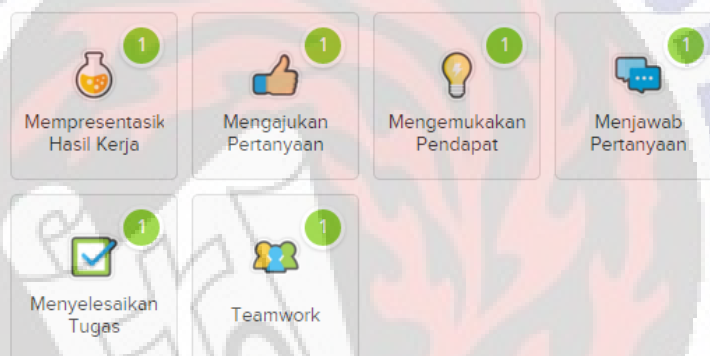 1
1
1
1
Mempresentasik
Hasil Kerja
Mengajukan
Pertanyaan
Mengemukakan
Pendapat
Menjawab
Pertanyaan
1
1
Menyelesaikan
Tugas
Teamwork